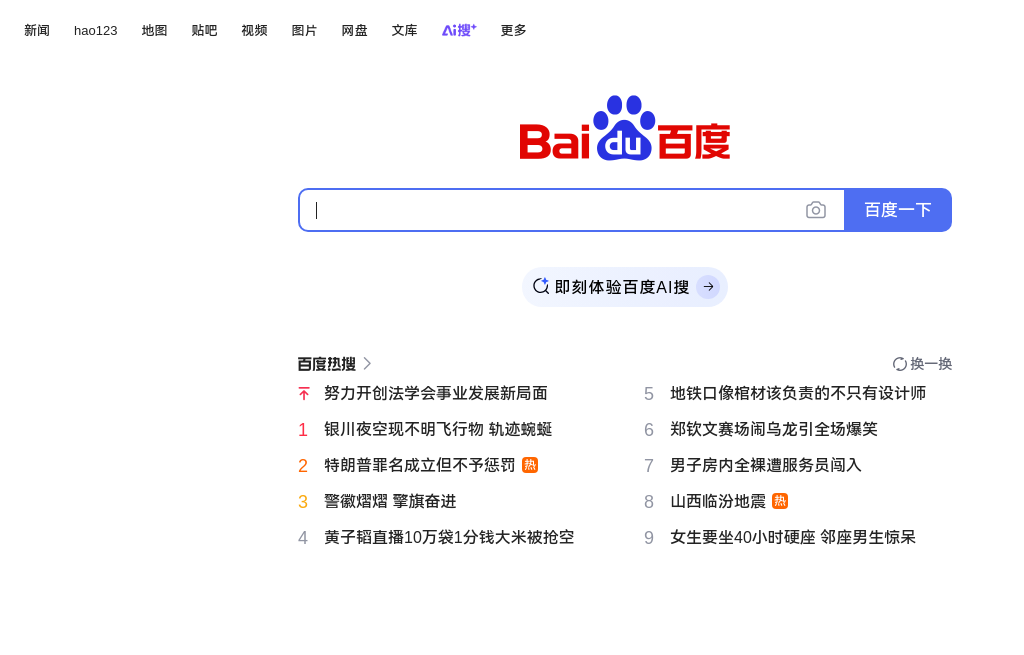 新闻 hao123 地图 贴吧 视频 图片 网盘 文库 Ai搜+ 更多
Baidu百度
百度一下
即刻体验百度AI搜
百度热搜 换一换
努力开创法学会事业发展新局面
1 银川夜空现不明飞行物 轨迹蜿蜒
2 特朗普罪名成立但不予惩罚 热
3 警徽熠熠 擎旗奋进
4 黄子韬直播10万袋1分钱大米被抢空
5 地铁口像棺材该负责的不只有设计师
6 郑钦文赛场闹乌龙引全场爆笑
7 男子房内全裸遭服务员闯入
8 山西临汾地震 热
9 女生要坐40小时硬座 邻座男生惊呆